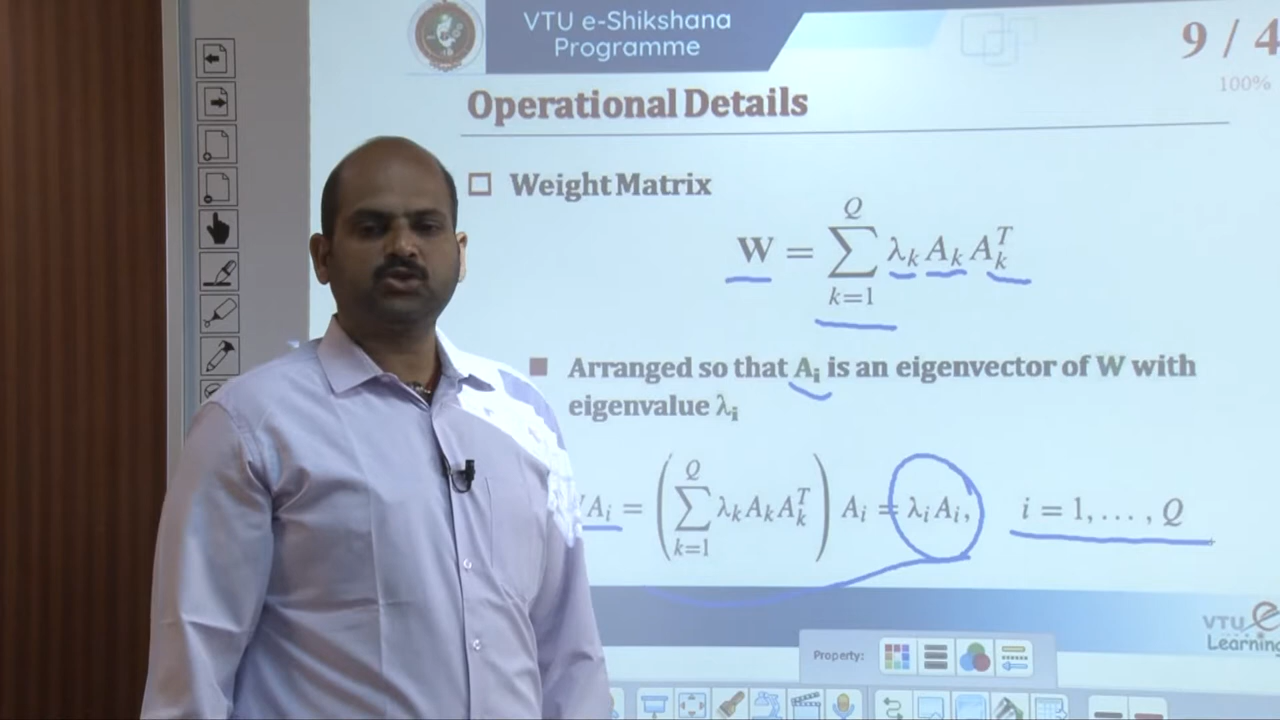 VTU e-Shikshana
Programme
9 / 4
100%
Operational Details
Weight Matrix
W = ∑_{k=1}^{Q} λ_k A_k A_k^T
Arranged so that A_i is an eigenvector of W with
eigenvalue λ_i
A_i = ( ∑_{k=1}^{Q} λ_k A_k A_k^T ) A_i = λ_i A_i, i = 1, . . . , Q
VTU e
Learning
Property: